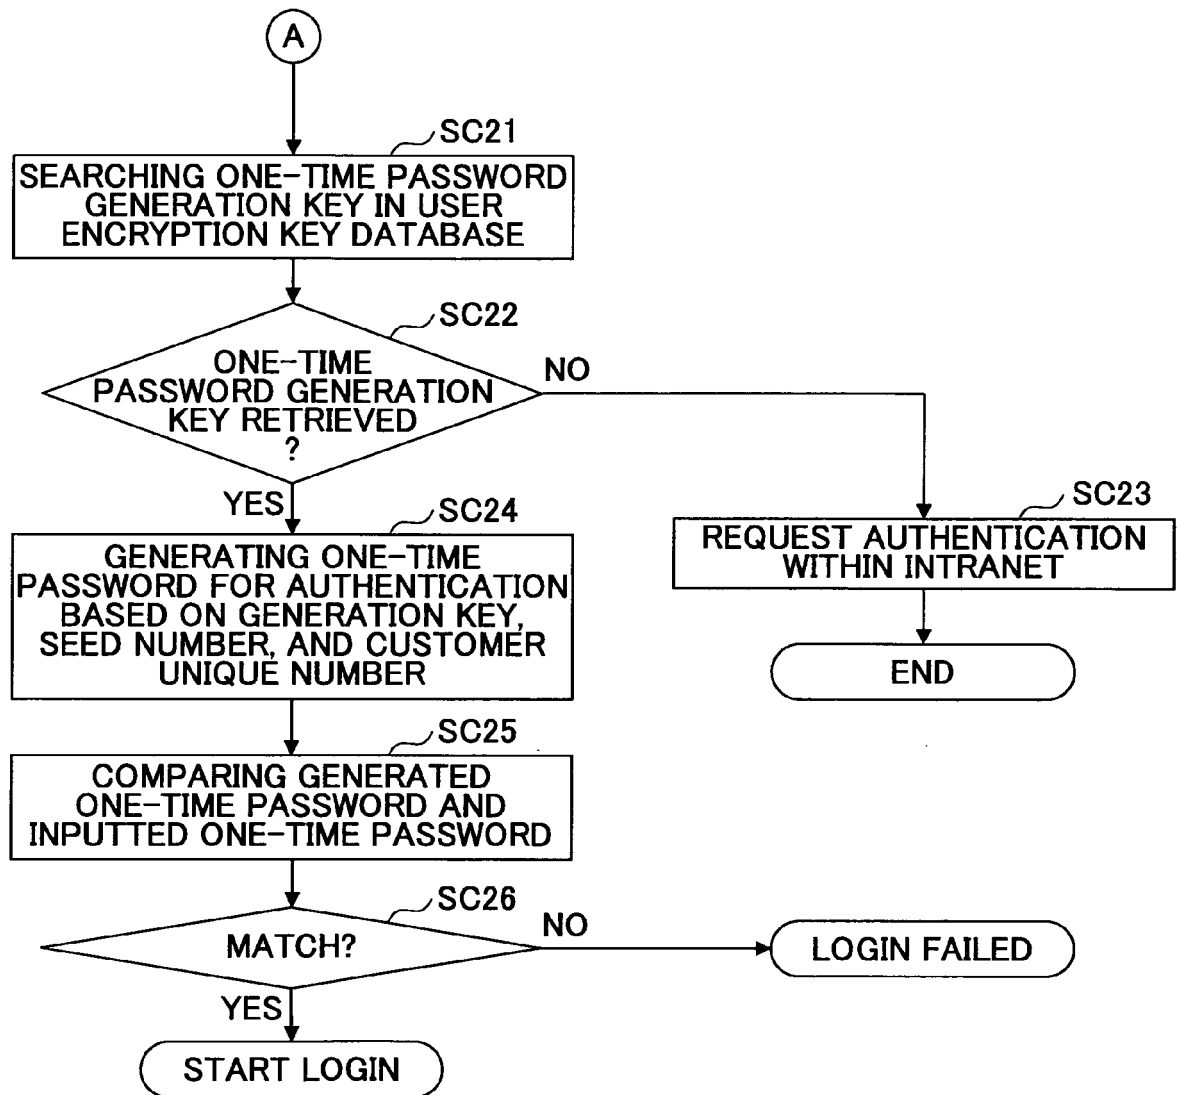 A
SC21
SEARCHING ONE-TIME PASSWORD
GENERATION KEY IN USER
ENCRYPTION KEY DATABASE
SC22
ONE-TIME
PASSWORD GENERATION
KEY RETRIEVED
?
NO
YES
SC23
REQUEST AUTHENTICATION
WITHIN INTRANET
END
SC24
GENERATING ONE-TIME
PASSWORD FOR AUTHENTICATION
BASED ON GENERATION KEY,
SEED NUMBER, AND CUSTOMER
UNIQUE NUMBER
SC25
COMPARING GENERATED
ONE-TIME PASSWORD AND
INPUTTED ONE-TIME PASSWORD
SC26
MATCH?
NO
LOGIN FAILED
YES
START LOGIN